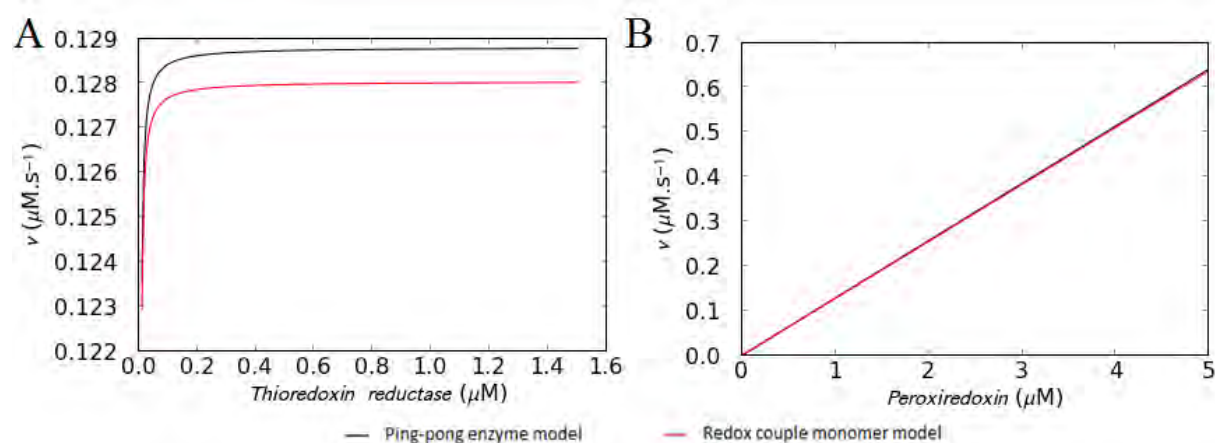 A
0.129
0.128
0.127
0.126
0.125
0.124
0.123
0.122
v (μM.s⁻¹)
0.0 0.2 0.4 0.6 0.8 1.0 1.2 1.4 1.6
Thioredoxin reductase (μM)
B
0.7
0.6
0.5
0.4
0.3
0.2
0.1
0.0
v (μM.s⁻¹)
0 1 2 3 4 5
Peroxiredoxin (μM)
Ping-pong enzyme model
Redox couple monomer model